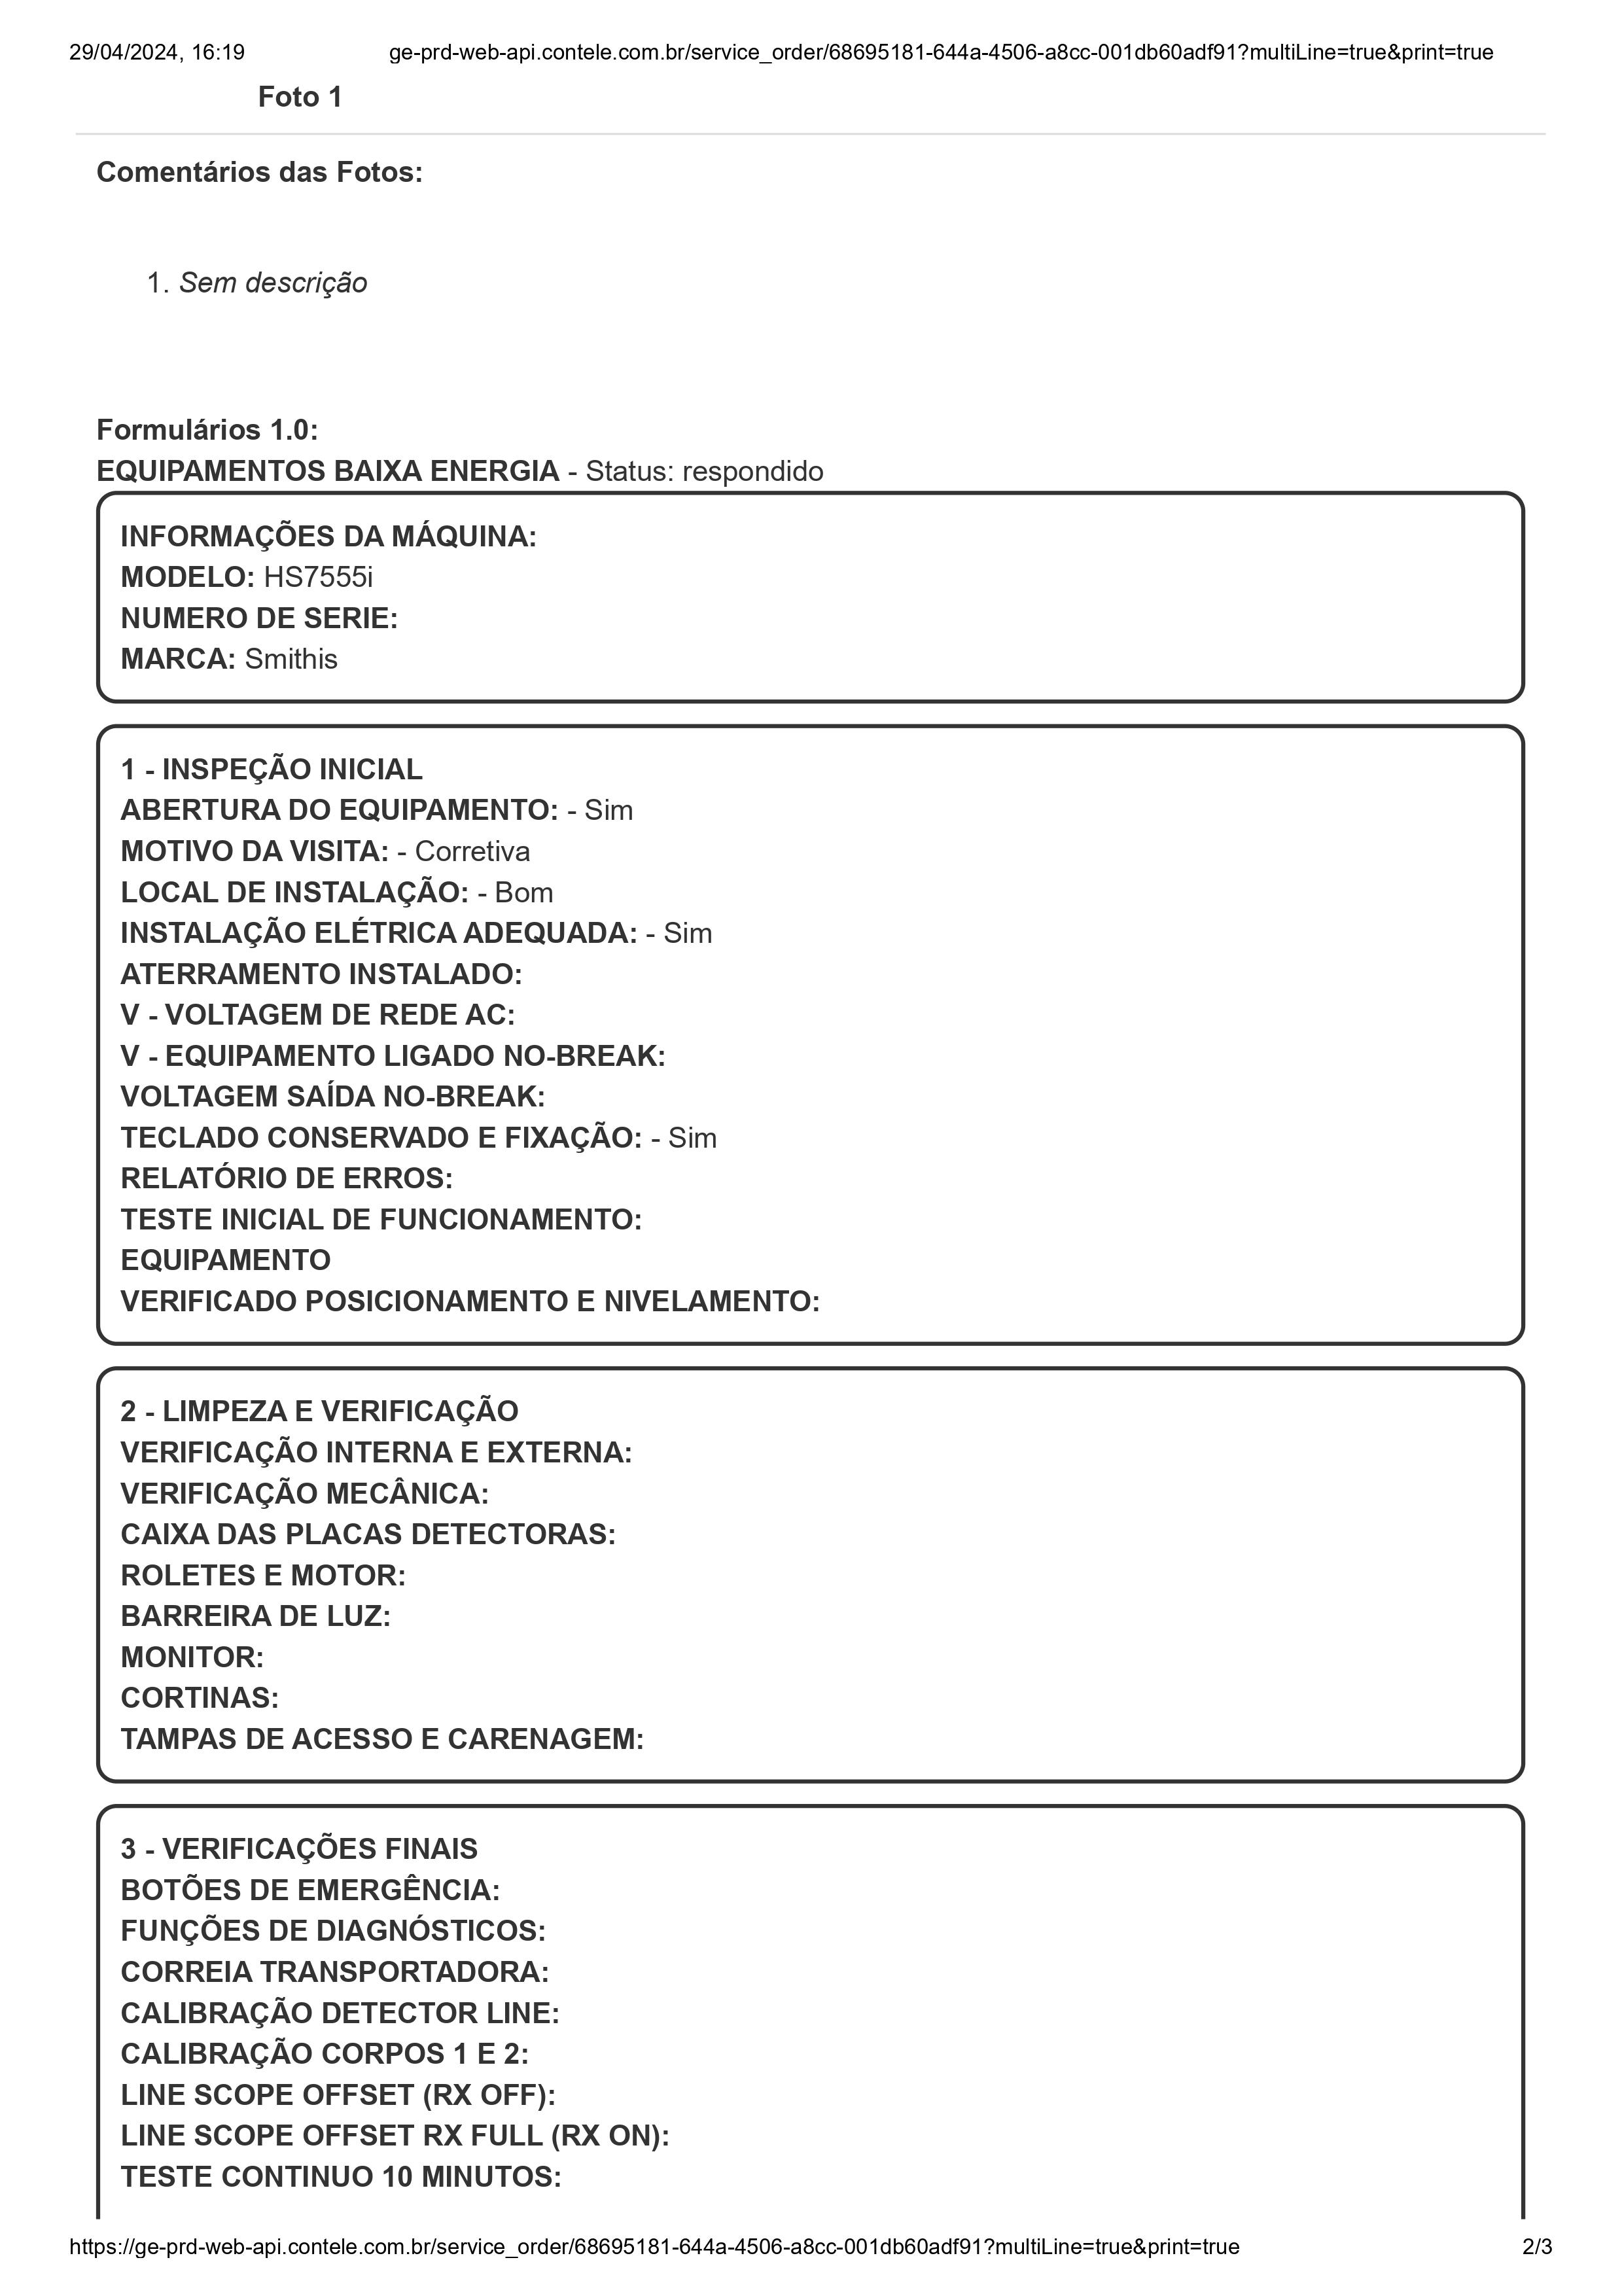 29/04/2024, 16:19 ge-prd-web-api.contele.com.br/service_order/68695181-644a-4506-a8cc-001db60adf91?multiLine=true&print=true
Foto 1
Comentários das Fotos:
1. Sem descrição
Formulários 1.0:
EQUIPAMENTOS BAIXA ENERGIA - Status: respondido
INFORMAÇÕES DA MÁQUINA:
MODELO: HS7555i
NUMERO DE SERIE:
MARCA: Smithis
1 - INSPEÇÃO INICIAL
ABERTURA DO EQUIPAMENTO: - Sim
MOTIVO DA VISITA: - Corretiva
LOCAL DE INSTALAÇÃO: - Bom
INSTALAÇÃO ELÉTRICA ADEQUADA: - Sim
ATERRAMENTO INSTALADO:
V - VOLTAGEM DE REDE AC:
V - EQUIPAMENTO LIGADO NO-BREAK:
VOLTAGEM SAÍDA NO-BREAK:
TECLADO CONSERVADO E FIXAÇÃO: - Sim
RELATÓRIO DE ERROS:
TESTE INICIAL DE FUNCIONAMENTO:
EQUIPAMENTO
VERIFICADO POSICIONAMENTO E NIVELAMENTO:
2 - LIMPEZA E VERIFICAÇÃO
VERIFICAÇÃO INTERNA E EXTERNA:
VERIFICAÇÃO MECÂNICA:
CAIXA DAS PLACAS DETECTORAS:
ROLETES E MOTOR:
BARREIRA DE LUZ:
MONITOR:
CORTINAS:
TAMPAS DE ACESSO E CARENAGEM:
3 - VERIFICAÇÕES FINAIS
BOTÕES DE EMERGÊNCIA:
FUNÇÕES DE DIAGNÓSTICOS:
CORREIA TRANSPORTADORA:
CALIBRAÇÃO DETECTOR LINE:
CALIBRAÇÃO CORPOS 1 E 2:
LINE SCOPE OFFSET (RX OFF):
LINE SCOPE OFFSET RX FULL (RX ON):
TESTE CONTINUO 10 MINUTOS:
https://ge-prd-web-api.contele.com.br/service_order/68695181-644a-4506-a8cc-001db60adf91?multiLine=true&print=true 2/3